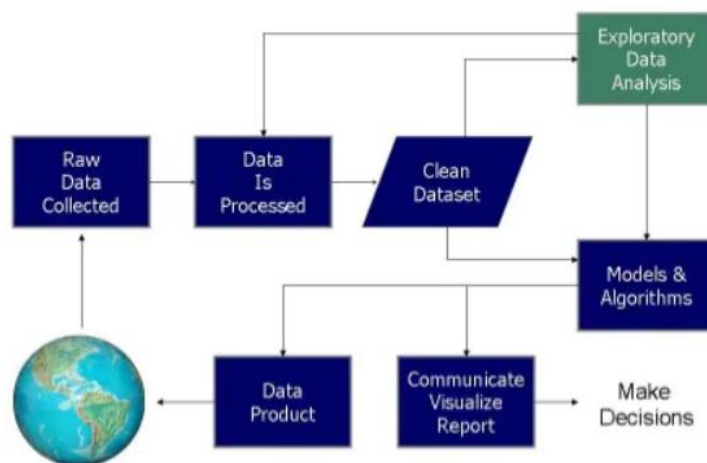 Exploratory
Data
Analysis
Raw
Data
Collected
Data
Is
Processed
Clean
Dataset
Models &
Algorithms
Data
Product
Communicate
Visualize
Report
Make
Decisions